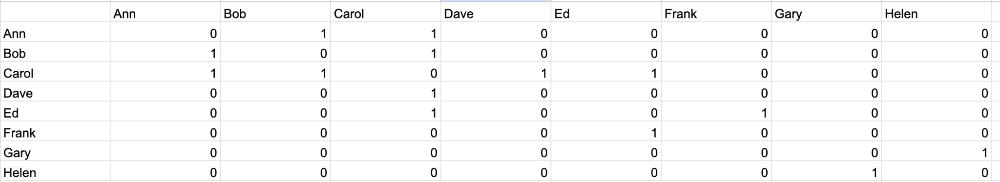 Ann Bob Carol Dave Ed Frank Gary Helen
Ann 0 1 1 0 0 0 0 0
Bob 1 0 1 0 0 0 0 0
Carol 1 1 0 1 1 0 0 0
Dave 0 0 1 0 0 0 0 0
Ed 0 0 1 0 0 1 0 0
Frank 0 0 0 0 1 0 0 0
Gary 0 0 0 0 0 0 0 1
Helen 0 0 0 0 0 0 1 0